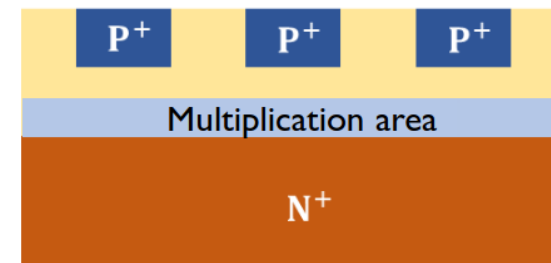 P⁺ P⁺ P⁺
Multiplication area
N⁺